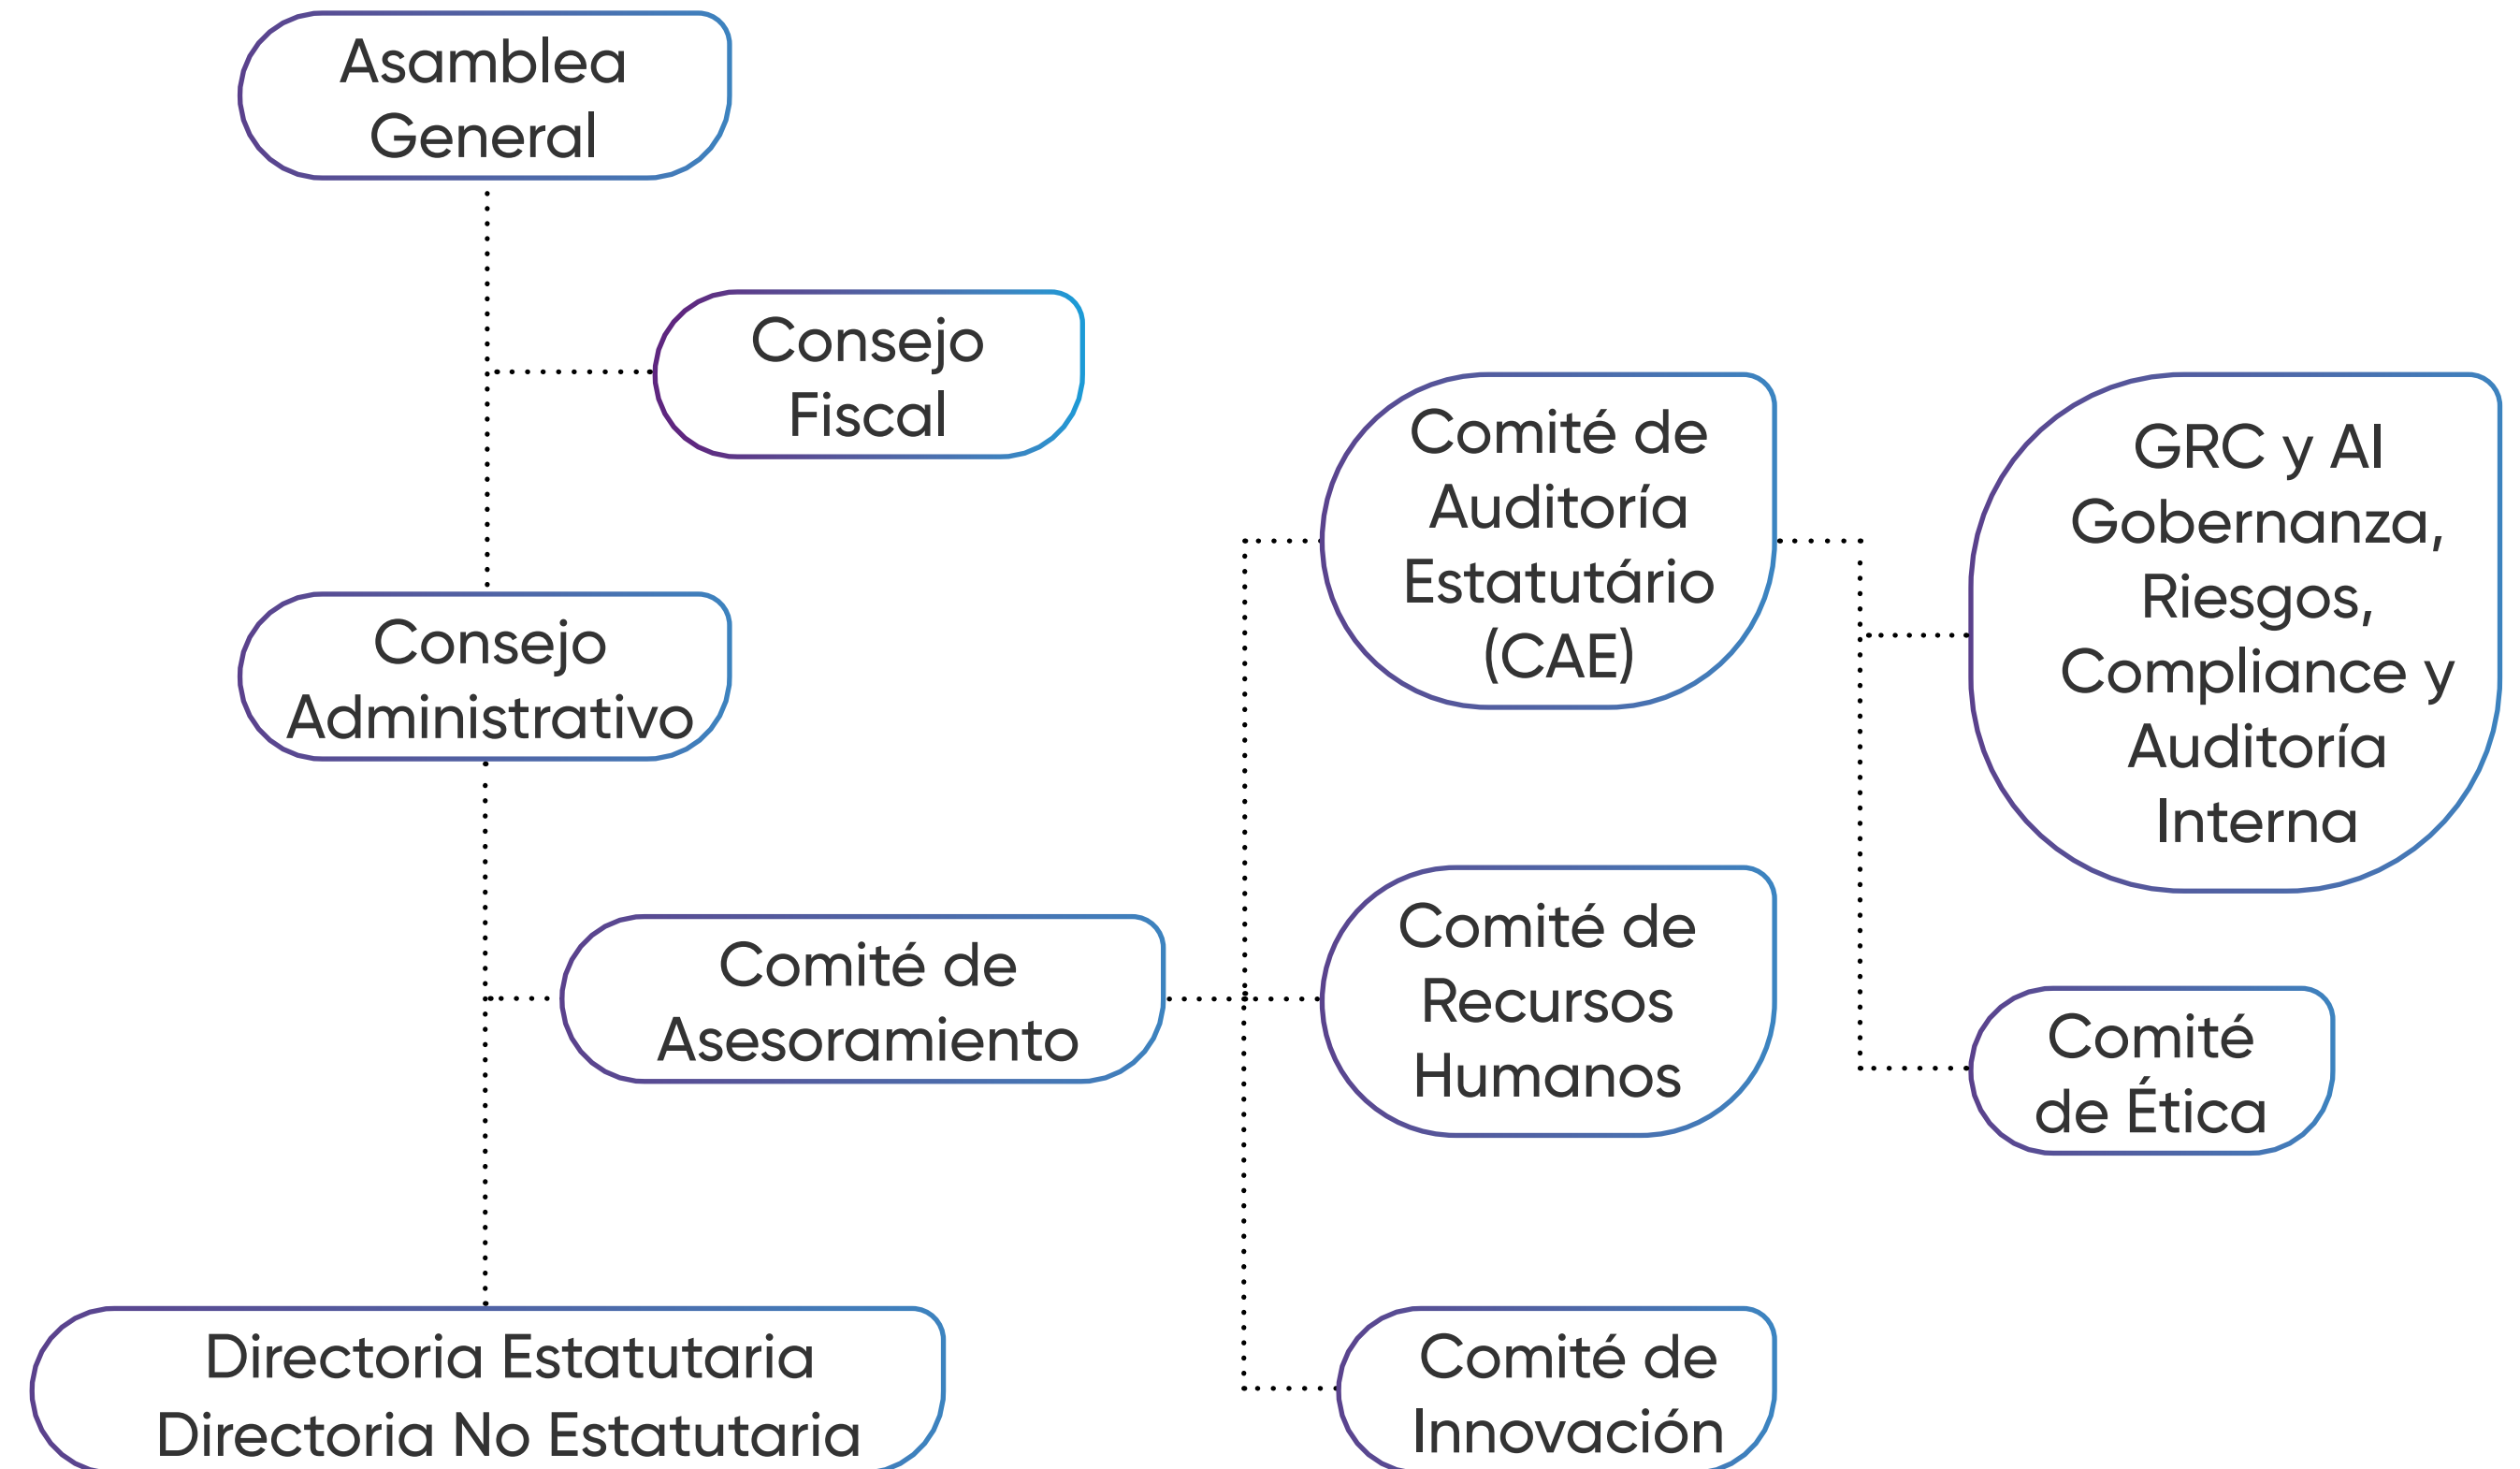 Asamblea
General
Consejo
Fiscal
Consejo
Administrativo
Comité de
Asesoramiento
Directoria Estatutaria
Directoria No Estatutaria
Comité de
Auditoría
Estatutário
(CAE)
Comité de
Recursos
Humanos
Comité de
Innovación
GRC y AI
Gobernanza,
Riesgos,
Compliance y
Auditoría
Interna
Comité
de Ética